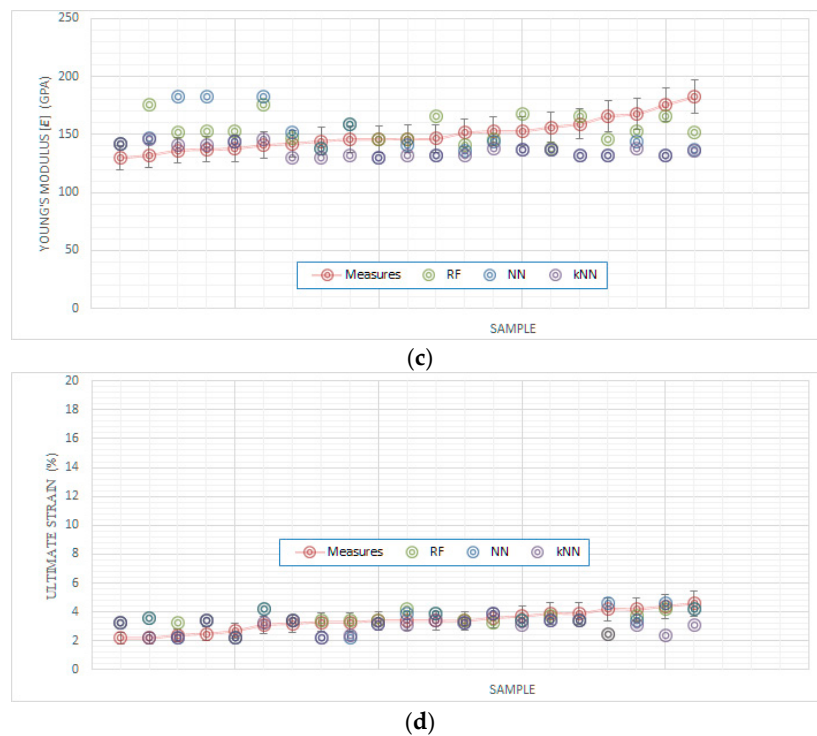 250
200
150
100
50
0
YOUNG'S MODULUS [E] (GPA)
Measures RF NN kNN
SAMPLE
(c)
20
18
16
14
12
10
8
6
4
2
0
ULTIMATE STRAIN (%)
Measures RF NN kNN
SAMPLE
(d)